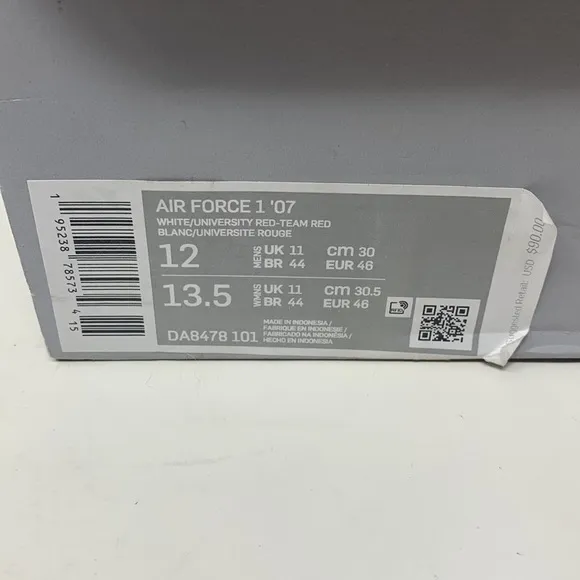 AIR FORCE 1 '07
WHITE/UNIVERSITY RED-TEAM RED
BLANC/UNIVERSITE ROUGE
12 MENS UK 11 cm 30
BR 44 EUR 46
13.5 WMNS UK 11 cm 30.5
BR 44 EUR 46
DA8478 101
MADE IN INDONESIA /
FABRIQUE EN INDONESIE /
FABRICADO NA INDONÉSIA /
HECHO EN INDONESIA
1 95238 78573 4 15
Retail: USD $90.00